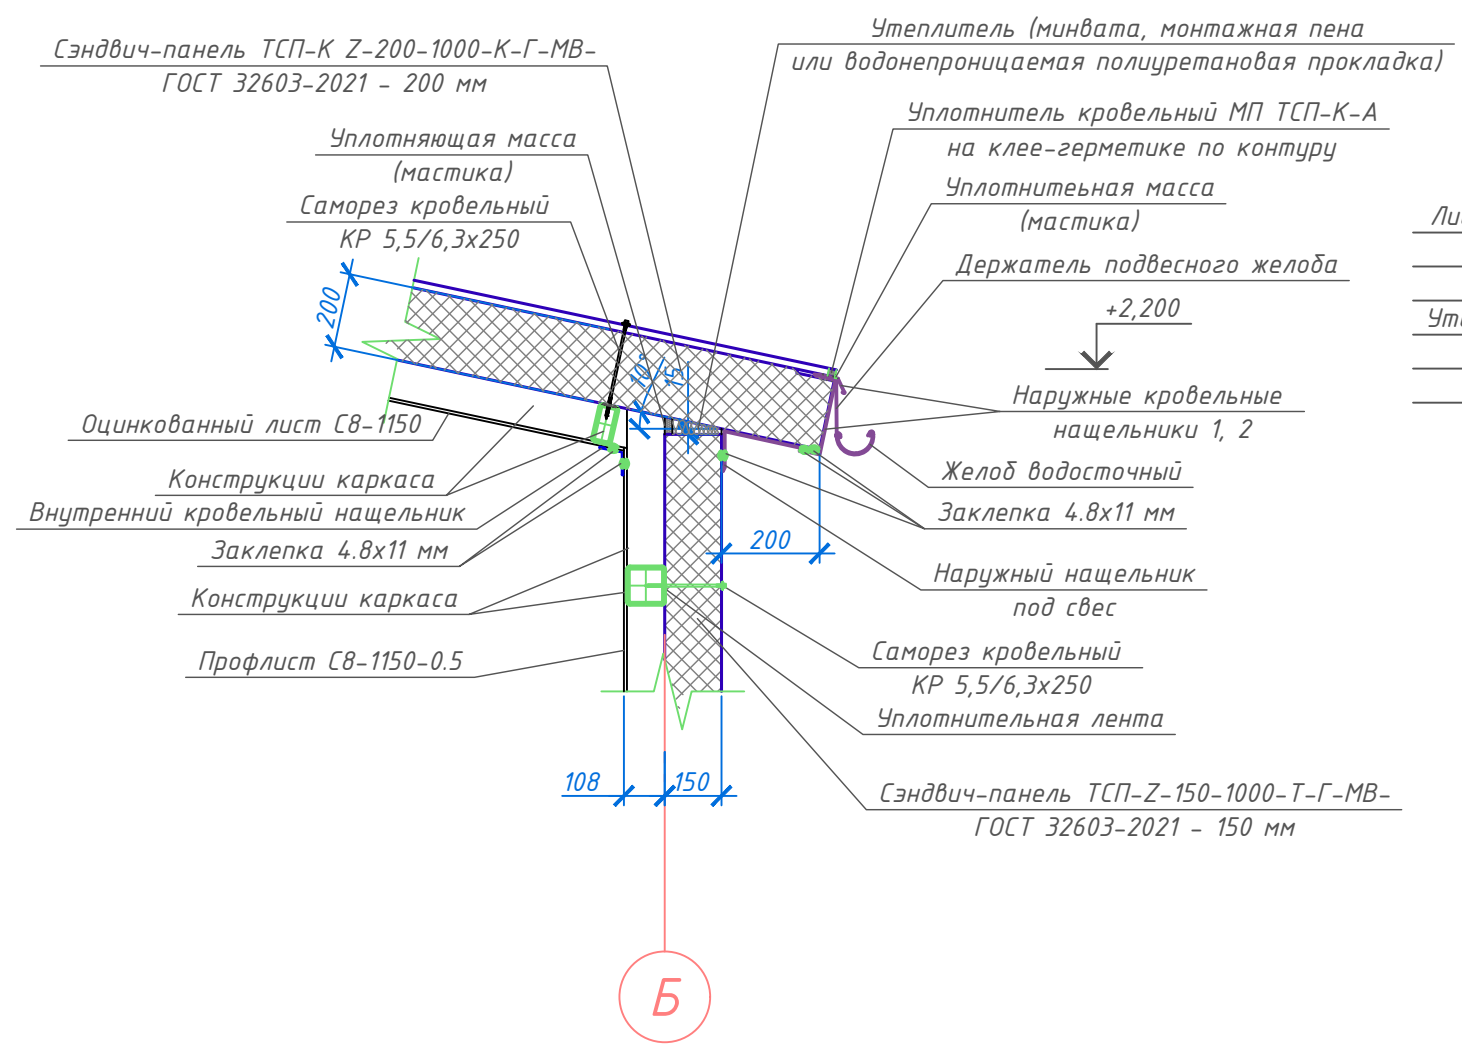 Сэндвич-панель ТСП-К Z-200-1000-К-Г-МВ-
ГОСТ 32603-2021 - 200 мм
Уплотняющая масса
(мастика)
Саморез кровельный
КР 5,5/6,3х250
Утеплитель (минвата, монтажная пена
или водонепроницаемая полиуретановая прокладка)
Уплотнитель кровельный МП ТСП-К-А
на клее-герметике по контуру
Уплотнитеьная масса
(мастика)
Держатель подвесного желоба
+2,200
Наружные кровельные
нащельники 1, 2
Желоб водосточный
Заклепка 4.8х11 мм
Наружный нащельник
под свес
Саморез кровельный
КР 5,5/6,3х250
Уплотнительная лента
Сэндвич-панель ТСП-Z-150-1000-Т-Г-МВ-
ГОСТ 32603-2021 - 150 мм
200
10°
15
Оцинкованный лист С8-1150
Конструкции каркаса
Внутренний кровельный нащельник
Заклепка 4.8х11 мм
Конструкции каркаса
Профлист С8-1150-0.5
200
108
150
Б